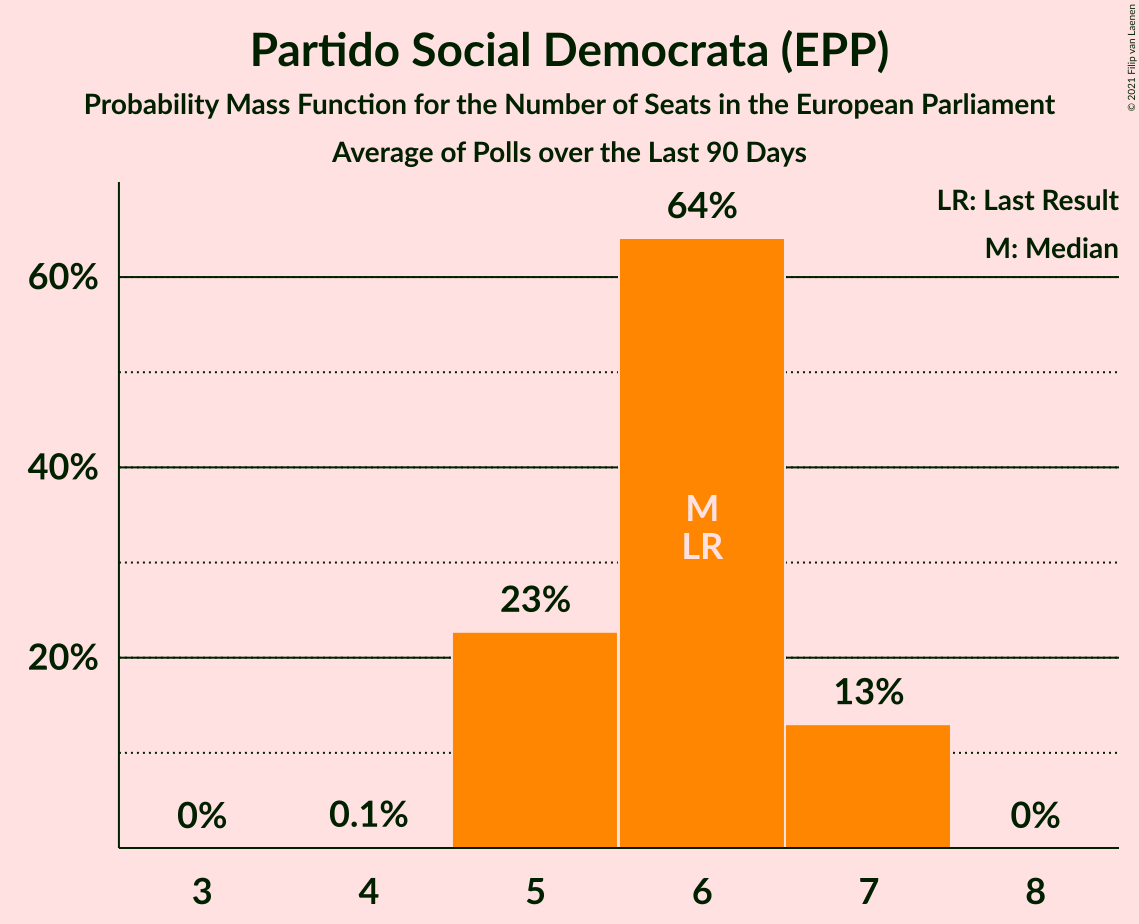 Partido Social Democrata (EPP)
Probability Mass Function for the Number of Seats in the European Parliament
Average of Polls over the Last 90 Days
© 2021 Filip van Laenen
LR: Last Result
M: Median
64%
60%
40%
M
LR
23%
20%
13%
0%
0.1%
0%
3
4
5
6
7
8